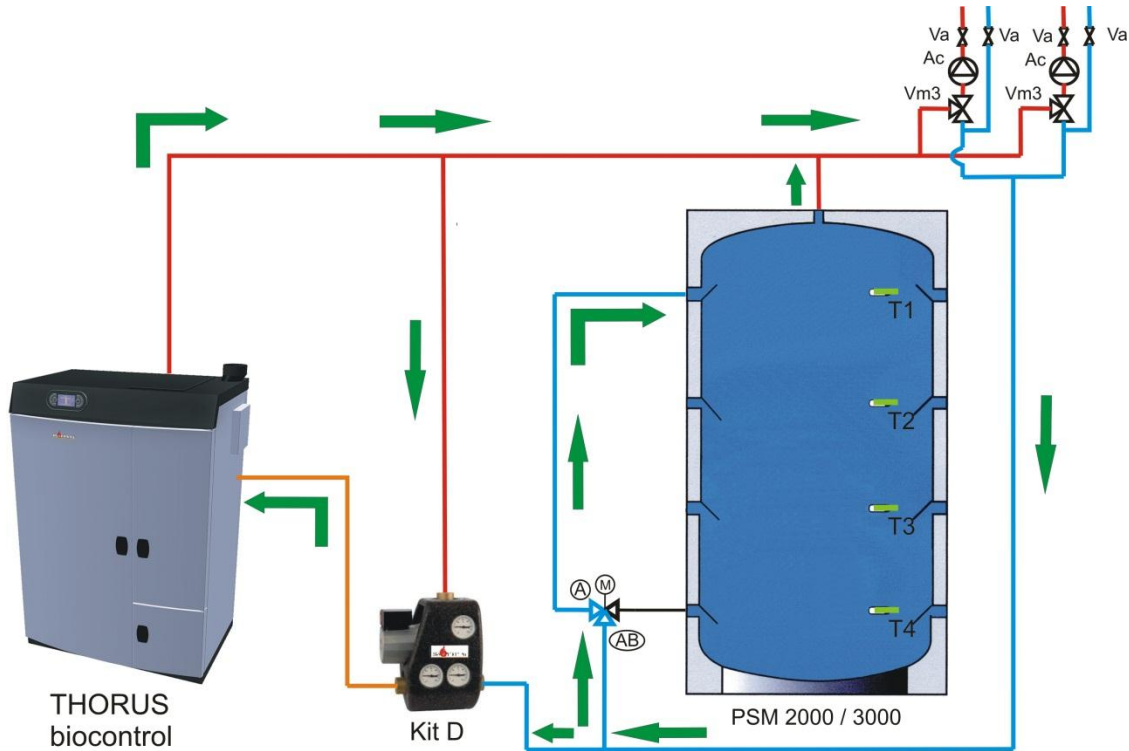 Va Va Va Va
Ac Ac
Vm3 Vm3
T1
T2
T3
A M
T4
AB
THORUS
biocontrol
Kit D
PSM 2000 / 3000